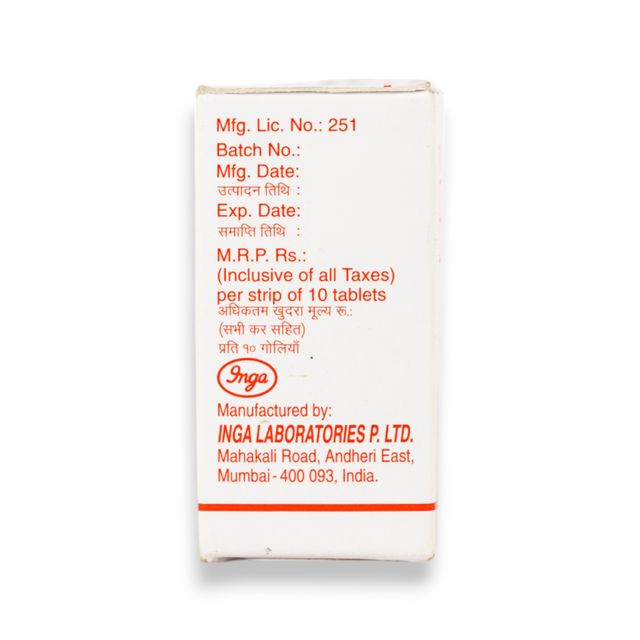 Mfg. Lic. No.: 251
Batch No.:
Mfg. Date:
उत्पादन तिथि :
Exp. Date:
समाप्ति तिथि :
M.R.P. Rs.:
(Inclusive of all Taxes)
per strip of 10 tablets
अधिकतम खुदरा मूल्य रू.:
(सभी कर सहित)
प्रति १० गोलियाँ
Inga
Manufactured by:
INGA LABORATORIES P. LTD.
Mahakali Road, Andheri East,
Mumbai - 400 093, India.